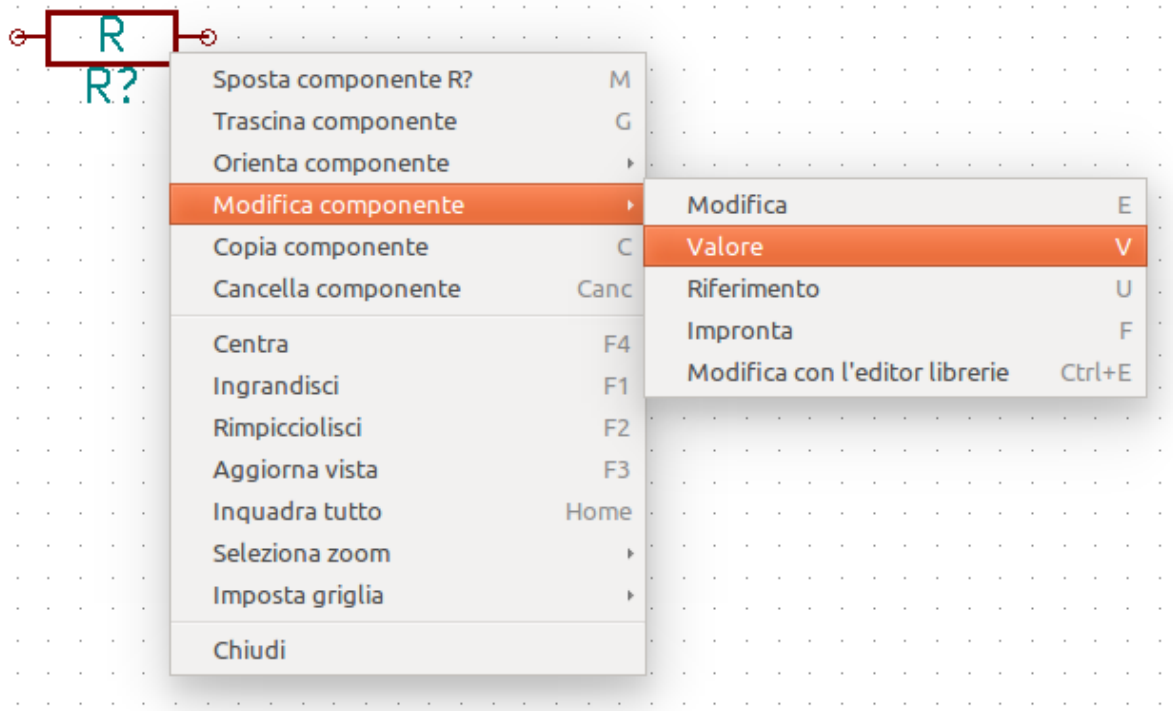 R
R?
Sposta componente R? M
Trascina componente G
Orienta componente
Modifica componente
Copia componente C
Cancella componente Canc
Centra F4
Ingrandisci F1
Rimpicciolisci F2
Aggiorna vista F3
Inquadra tutto Home
Seleziona zoom
Imposta griglia
Chiudi
Modifica E
Valore V
Riferimento U
Impronta F
Modifica con l'editor librerie Ctrl+E